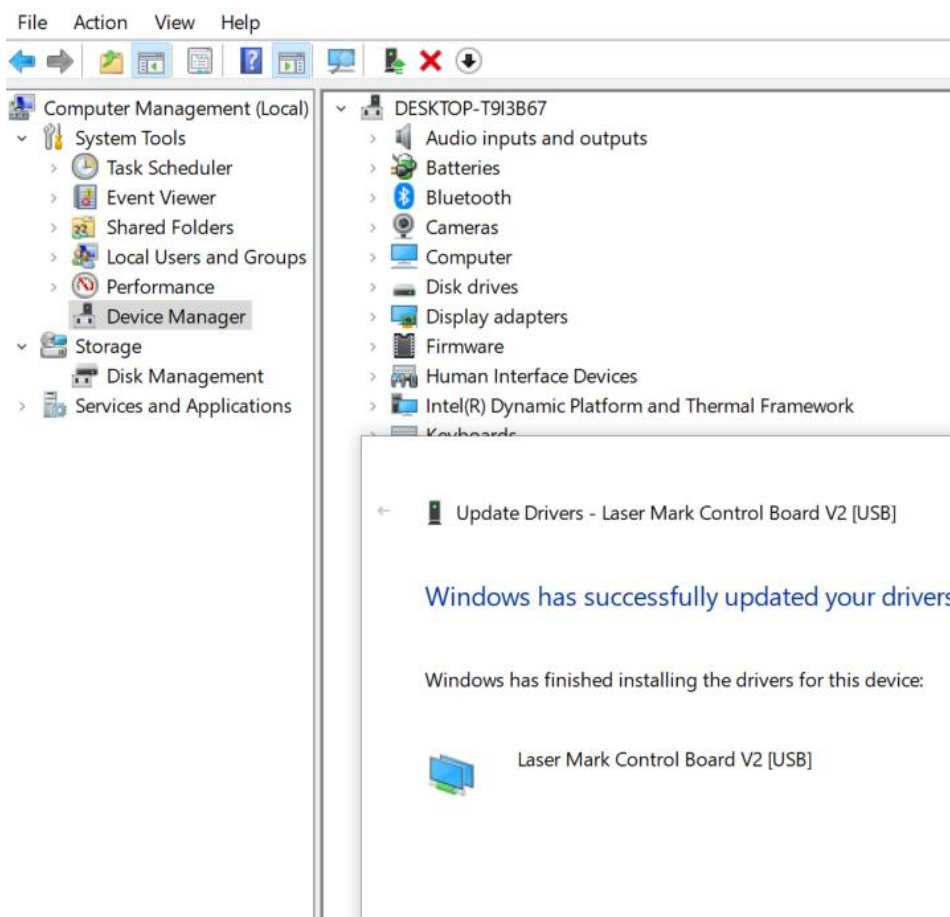 File Action View Help
Computer Management (Local)
System Tools
Task Scheduler
Event Viewer
Shared Folders
Local Users and Groups
Performance
Device Manager
Storage
Disk Management
Services and Applications
DESKTOP-T9I3B67
Audio inputs and outputs
Batteries
Bluetooth
Cameras
Computer
Disk drives
Display adapters
Firmware
Human Interface Devices
Intel(R) Dynamic Platform and Thermal Framework
Keyboards
Update Drivers - Laser Mark Control Board V2 [USB]
Windows has successfully updated your drivers
Windows has finished installing the drivers for this device:
Laser Mark Control Board V2 [USB]